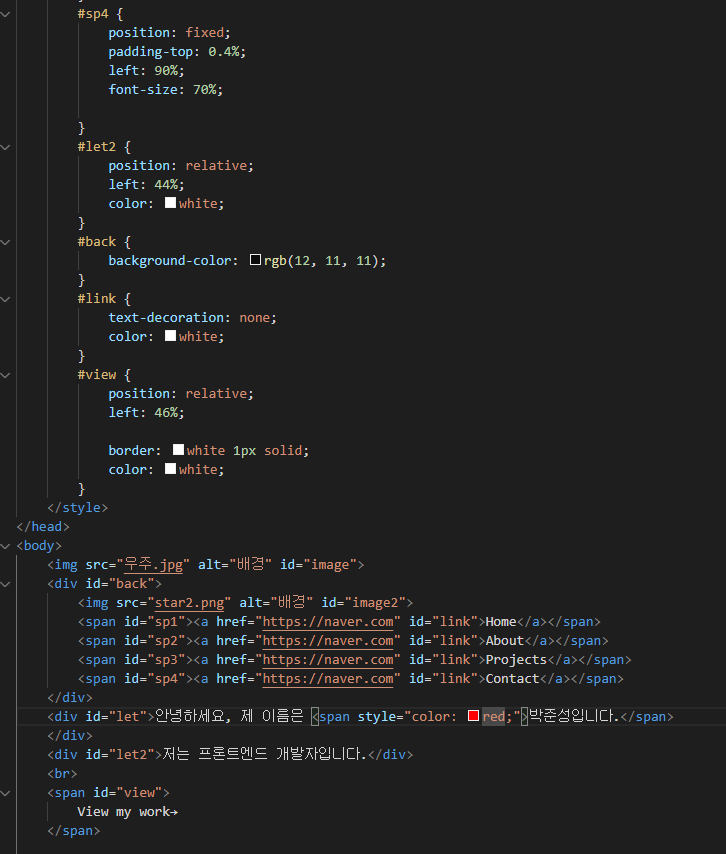 #sp4 {
position: fixed;
padding-top: 0.4%;
left: 90%;
font-size: 70%;
}
#let2 {
position: relative;
left: 44%;
color: white;
}
#back {
background-color: rgb(12, 11, 11);
}
#link {
text-decoration: none;
color: white;
}
#view {
position: relative;
left: 46%;
border: white 1px solid;
color: white;
}
</style>
</head>
<body>
<img src="우주.jpg" alt="배경" id="image">
<div id="back">
<img src="star2.png" alt="배경" id="image2">
<span id="sp1"><a href="https://naver.com" id="link">Home</a></span>
<span id="sp2"><a href="https://naver.com" id="link">About</a></span>
<span id="sp3"><a href="https://naver.com" id="link">Projects</a></span>
<span id="sp4"><a href="https://naver.com" id="link">Contact</a></span>
</div>
<div id="let">안녕하세요, 제 이름은 <span style="color: red;">박준성입니다.</span>
</div>
<div id="let2">저는 프론트엔드 개발자입니다.</div>
<br>
<span id="view">
View my work→
</span>